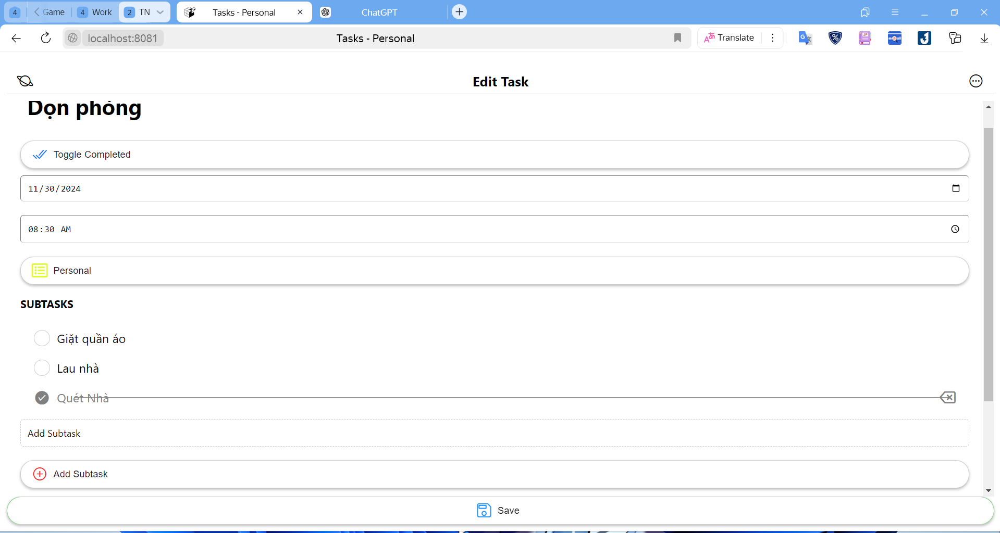 4 Game 4 Work 2 TN Tasks - Personal ChatGPT
localhost:8081 Tasks - Personal Translate
Edit Task
Dọn phòng
Toggle Completed
11/30/2024
08:30 AM
Personal
SUBTASKS
Giặt quần áo
Lau nhà
Quét Nhà
Add Subtask
Add Subtask
Save